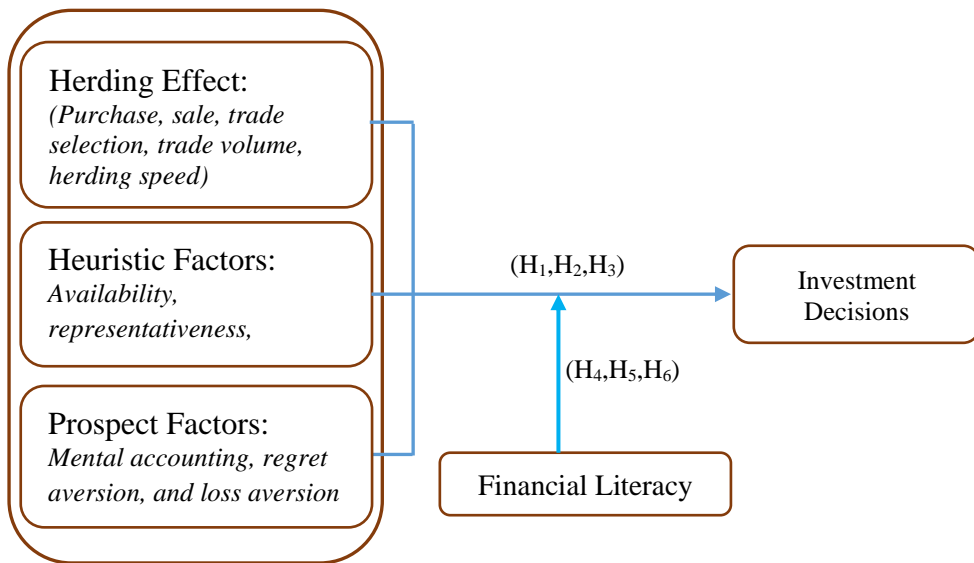 Herding Effect:
(Purchase, sale, trade
selection, trade volume,
herding speed)
Heuristic Factors:
Availability,
representativeness,
Prospect Factors:
Mental accounting, regret
aversion, and loss aversion
(H₁,H₂,H₃)
(H₄,H₅,H₆)
Financial Literacy
Investment
Decisions